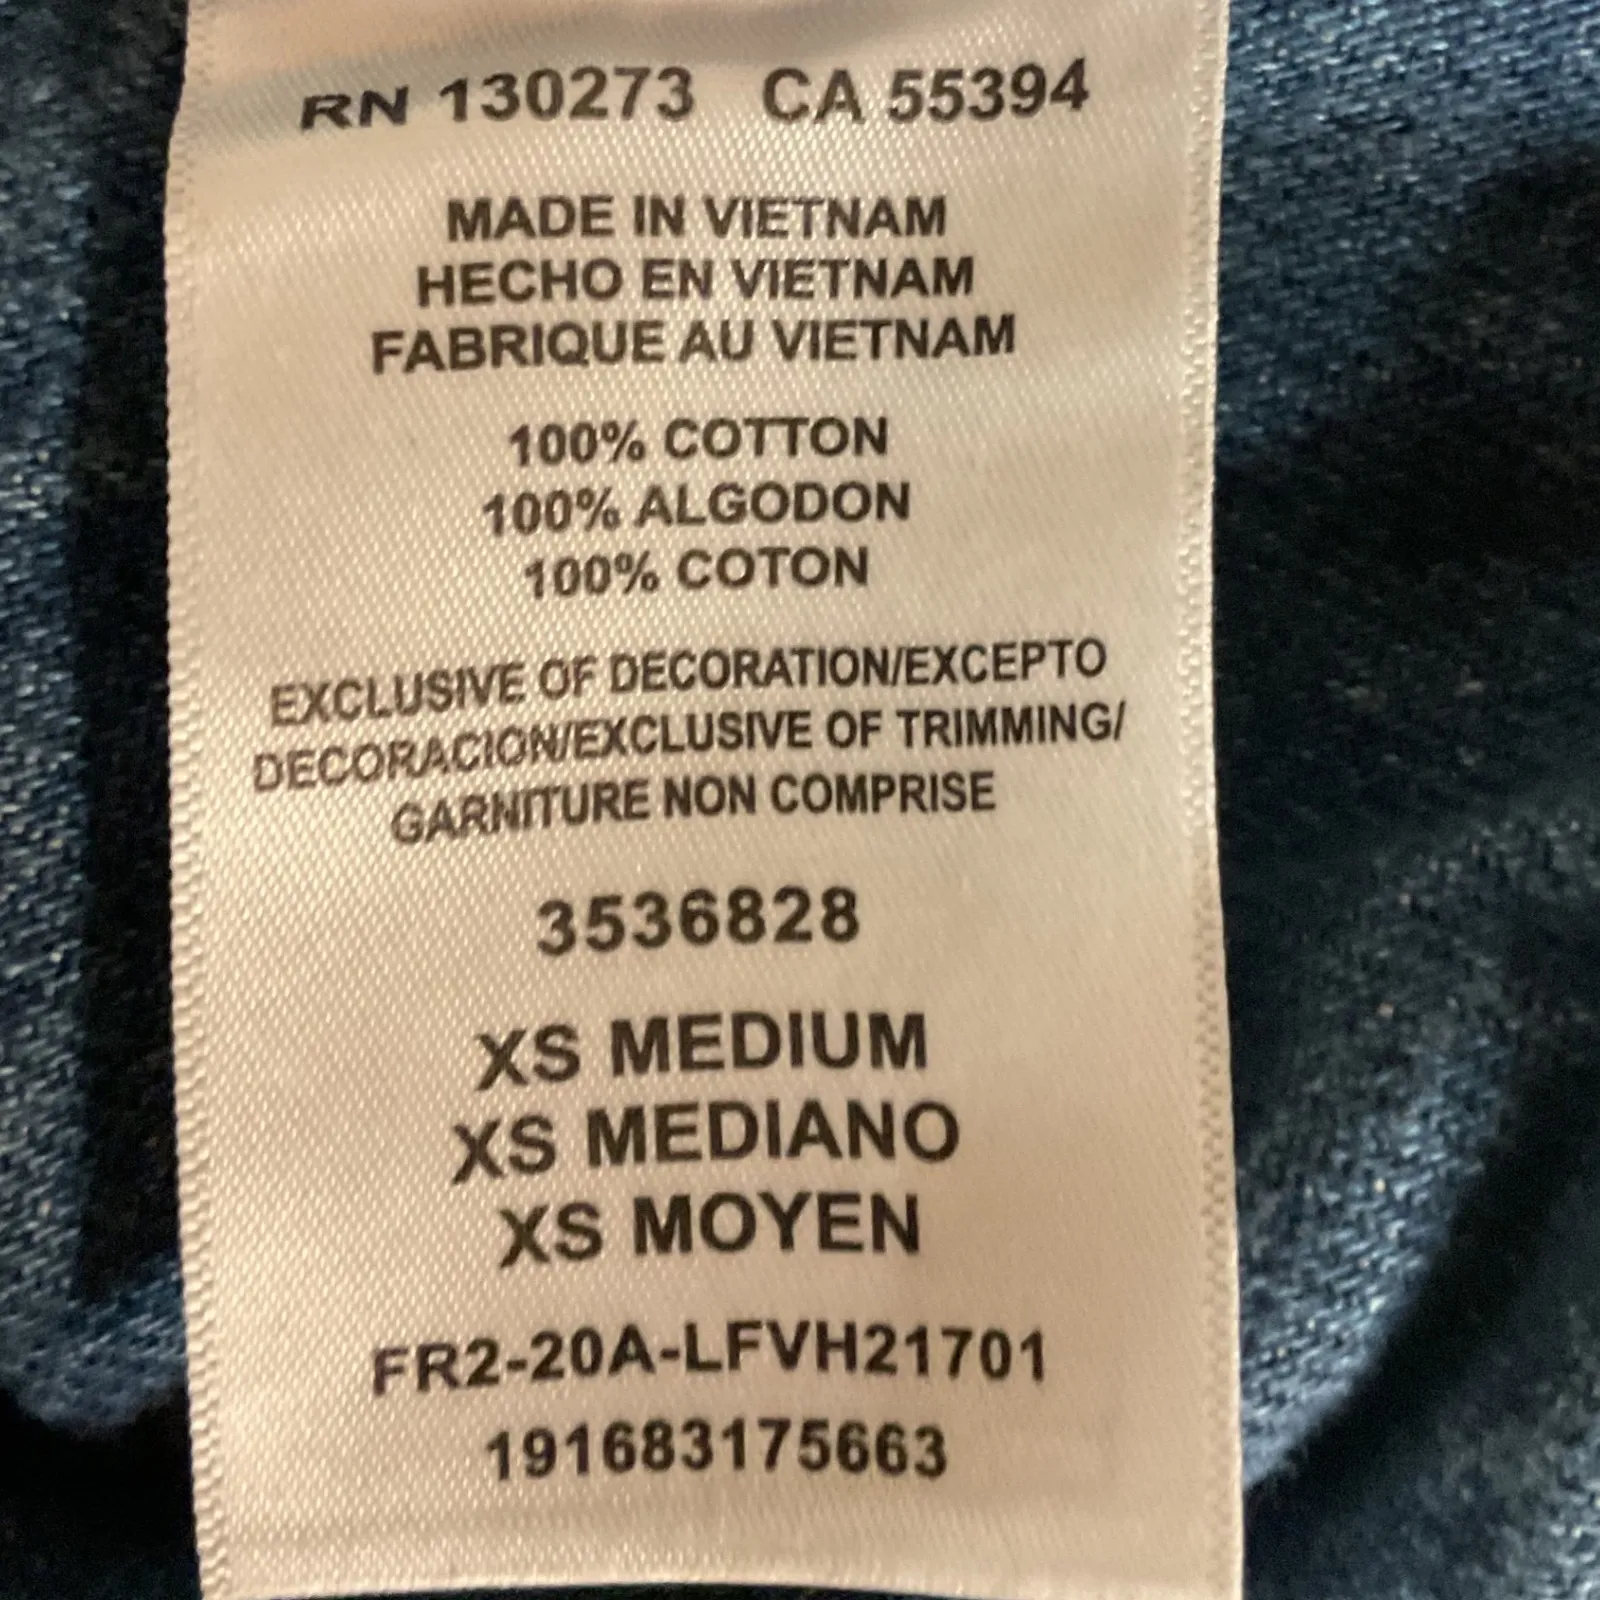 RN 130273 CA 55394
MADE IN VIETNAM
HECHO EN VIETNAM
FABRIQUE AU VIETNAM
100% COTTON
100% ALGODON
100% COTON
EXCLUSIVE OF DECORATION/EXCEPTO
DECORACION/EXCLUSIVE OF TRIMMING/
GARNITURE NON COMPRISE
3536828
XS MEDIUM
XS MEDIANO
XS MOYEN
FR2-20A-LFVH21701
191683175663